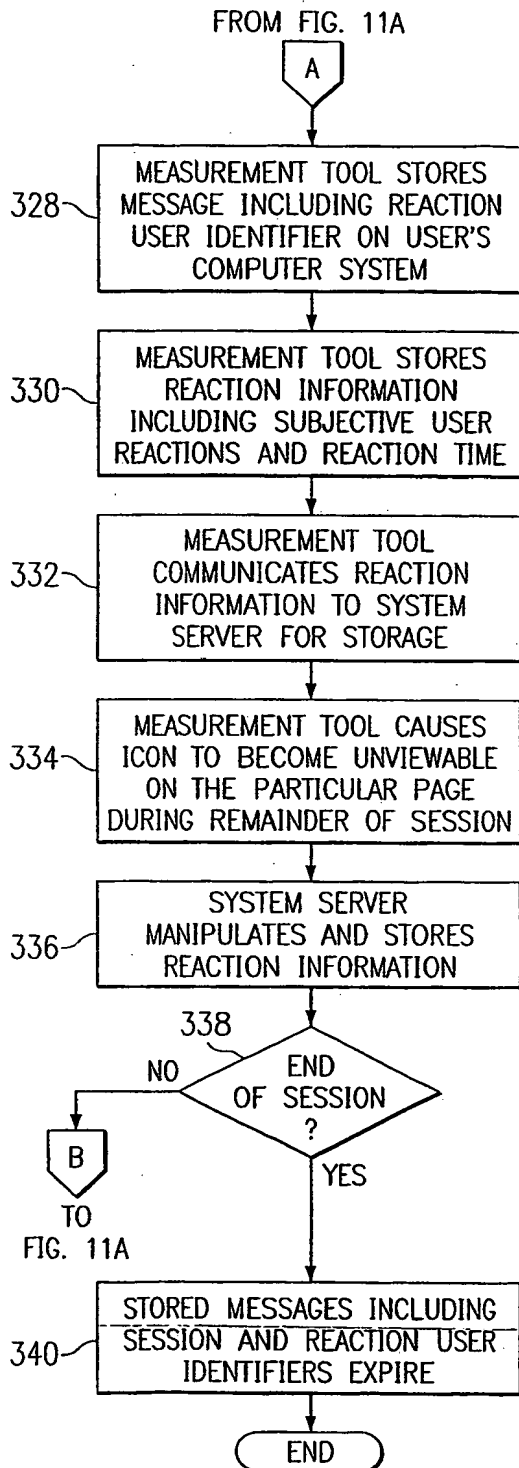 FROM FIG. 11A
A
328
MEASUREMENT TOOL STORES
MESSAGE INCLUDING REACTION
USER IDENTIFIER ON USER'S
COMPUTER SYSTEM
330
MEASUREMENT TOOL STORES
REACTION INFORMATION
INCLUDING SUBJECTIVE USER
REACTIONS AND REACTION TIME
332
MEASUREMENT TOOL
COMMUNICATES REACTION
INFORMATION TO SYSTEM
SERVER FOR STORAGE
334
MEASUREMENT TOOL CAUSES
ICON TO BECOME UNVIEWABLE
ON THE PARTICULAR PAGE
DURING REMAINDER OF SESSION
336
SYSTEM SERVER
MANIPULATES AND STORES
REACTION INFORMATION
338
END
OF SESSION
?
NO
B
TO
FIG. 11A
YES
340
STORED MESSAGES INCLUDING
SESSION AND REACTION USER
IDENTIFIERS EXPIRE
END